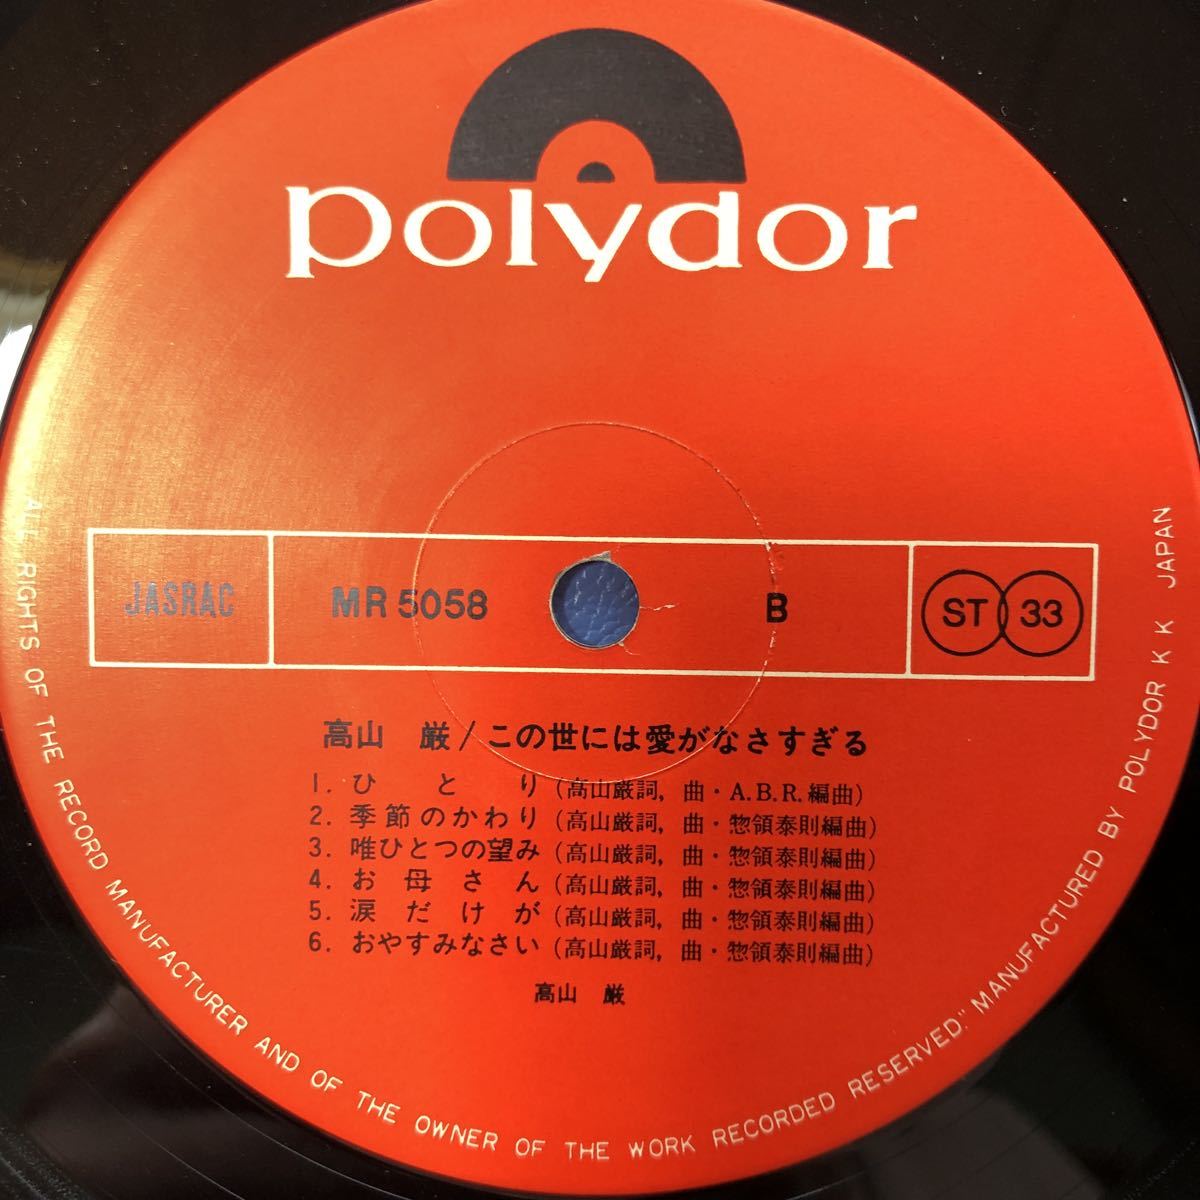 polydor
JASRAC MR 5058 B ST 33
高山 厳/この世には愛がなさすぎる
1. ひとり (高山厳詞, 曲・A.B.R.編曲)
2. 季節のかわり (高山厳詞, 曲・惣領泰則編曲)
3. 唯ひとつの望み (高山厳詞, 曲・惣領泰則編曲)
4. お母さん (高山厳詞, 曲・惣領泰則編曲)
5. 涙だけが (高山厳詞, 曲・惣領泰則編曲)
6. おやすみなさい (高山厳詞, 曲・惣領泰則編曲)
高山 厳
ALL RIGHTS OF THE RECORD MANUFACTURER AND OF THE OWNER OF THE WORK RECORDED RESERVED." MANUFACTURED BY POLYDOR K K JAPAN